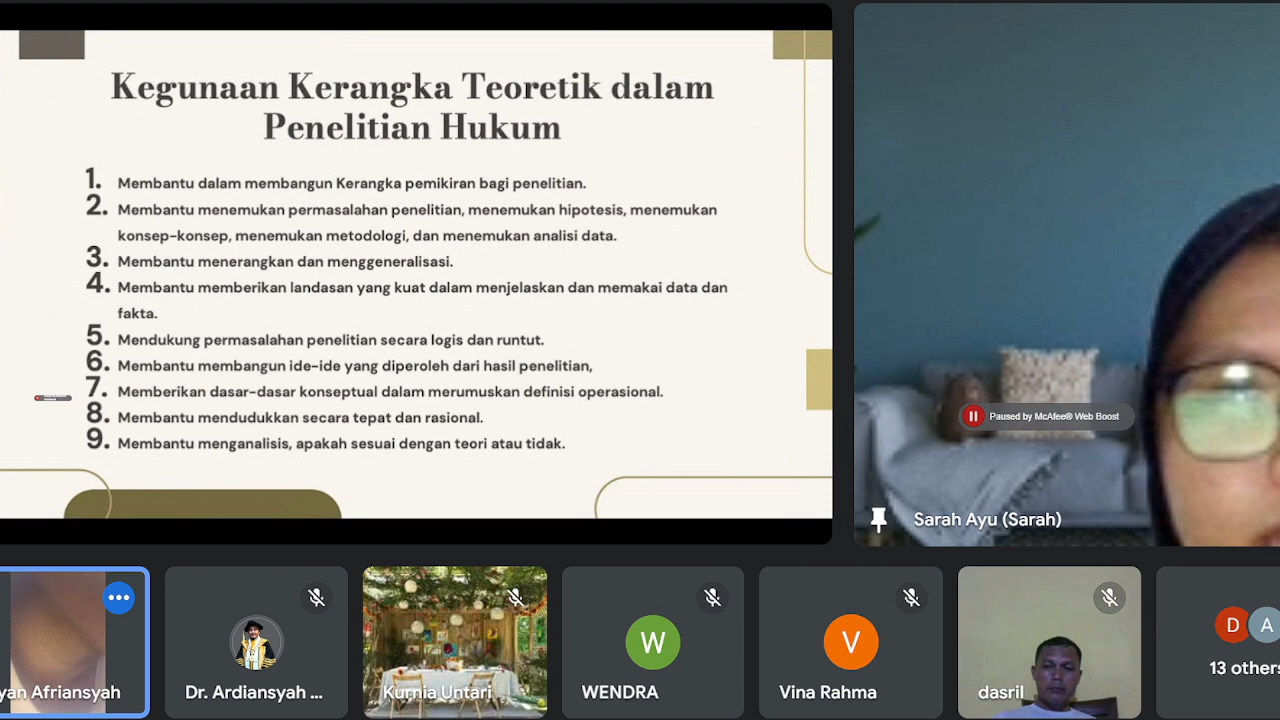 Kegunaan Kerangka Teoretik dalam
Penelitian Hukum
1. Membantu dalam membangun Kerangka pemikiran bagi penelitian.
2. Membantu menemukan permasalahan penelitian, menemukan hipotesis, menemukan
konsep-konsep, menemukan metodologi, dan menemukan analisi data.
3. Membantu menerangkan dan menggeneralisasi.
4. Membantu memberikan landasan yang kuat dalam menjelaskan dan memakai data dan
fakta.
5. Mendukung permasalahan penelitian secara logis dan runtut.
6. Membantu membangun ide-ide yang diperoleh dari hasil penelitian,
7. Memberikan dasar-dasar konseptual dalam merumuskan definisi operasional.
8. Membantu mendudukkan secara tepat dan rasional.
9. Membantu menganalisis, apakah sesuai dengan teori atau tidak.
Paused by McAfee® Web Boost
Sarah Ayu (Sarah)
yan Afriansyah
Dr. Ardiansyah ...
Kurnia Untari
W
WENDRA
V
Vina Rahma
dasril
D A
13 others